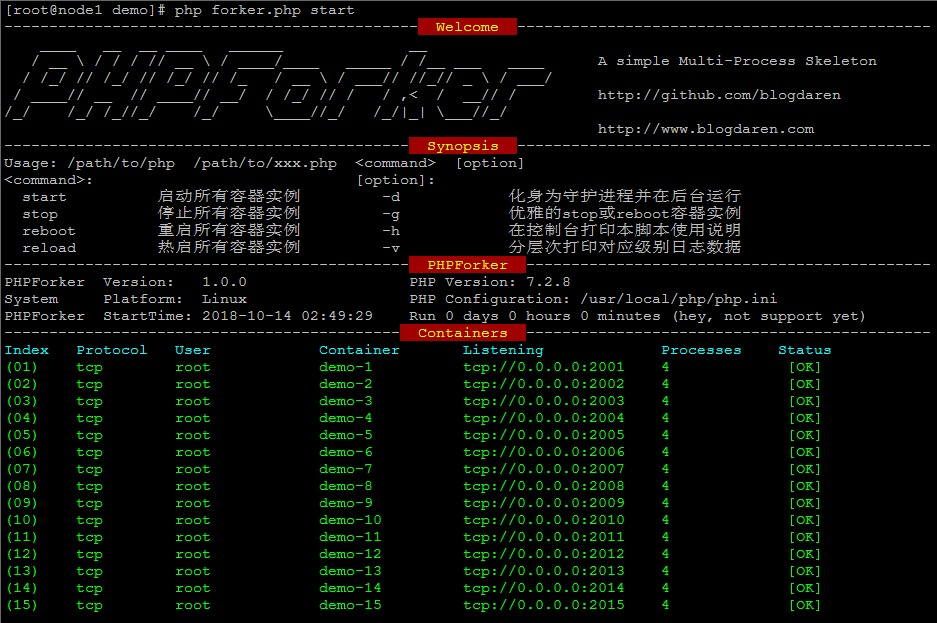 [root@node1 demo]# php forker.php start
Welcome
PHPForker
A simple Multi-Process Skeleton
http://github.com/blogdaren
http://www.blogdaren.com
Synopsis
Usage: /path/to/php /path/to/xxx.php <command> [option]
<command>: [option]:
start 启动所有容器实例 -d 化身为守护进程并在后台运行
stop 停止所有容器实例 -g 优雅的stop或reboot容器实例
reboot 重启所有容器实例 -h 在控制台打印本脚本使用说明
reload 热启所有容器实例 -v 分层次打印对应级别日志数据
PHPForker
PHPForker Version: 1.0.0 PHP Version: 7.2.8
System Platform: Linux PHP Configuration: /usr/local/php/php.ini
PHPForker StartTime: 2018-10-14 02:49:29 Run 0 days 0 hours 0 minutes (hey, not support yet)
Containers
Index Protocol User Container Listening Processes Status
(01) tcp root demo-1 tcp://0.0.0.0:2001 4 [OK]
(02) tcp root demo-2 tcp://0.0.0.0:2002 4 [OK]
(03) tcp root demo-3 tcp://0.0.0.0:2003 4 [OK]
(04) tcp root demo-4 tcp://0.0.0.0:2004 4 [OK]
(05) tcp root demo-5 tcp://0.0.0.0:2005 4 [OK]
(06) tcp root demo-6 tcp://0.0.0.0:2006 4 [OK]
(07) tcp root demo-7 tcp://0.0.0.0:2007 4 [OK]
(08) tcp root demo-8 tcp://0.0.0.0:2008 4 [OK]
(09) tcp root demo-9 tcp://0.0.0.0:2009 4 [OK]
(10) tcp root demo-10 tcp://0.0.0.0:2010 4 [OK]
(11) tcp root demo-11 tcp://0.0.0.0:2011 4 [OK]
(12) tcp root demo-12 tcp://0.0.0.0:2012 4 [OK]
(13) tcp root demo-13 tcp://0.0.0.0:2013 4 [OK]
(14) tcp root demo-14 tcp://0.0.0.0:2014 4 [OK]
(15) tcp root demo-15 tcp://0.0.0.0:2015 4 [OK]